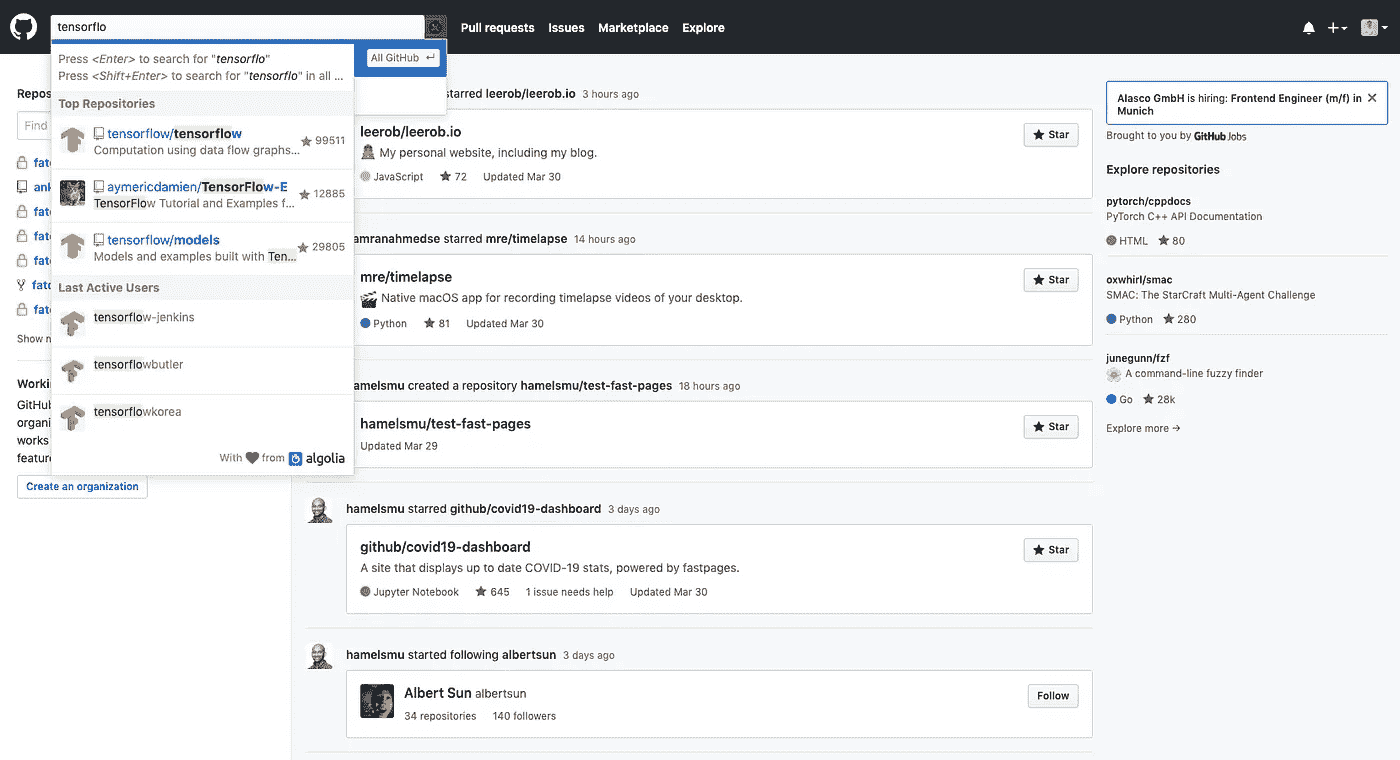 tensorflo
Pull requests Issues Marketplace Explore
Press <Enter> to search for "tensorflo"
Press <Shift+Enter> to search for "tensorflo" in all ...
All GitHub ↵
Top Repositories
tensorflow/tensorflow
Computation using data flow graphs...
99511
aymericdamien/TensorFlow-E
TensorFlow Tutorial and Examples f...
12885
tensorflow/models
Models and examples built with Ten...
29805
Last Active Users
tensorflow-jenkins
tensorflowbutler
tensorflowkorea
With ♥ from algolia
Repos
Find
fat
ank
fat
fat
fat
fato
fat
Show m
Worki
GitHub
organi
works
featur
Create an organization
starred leerob/leerob.io 3 hours ago
leerob/leerob.io
Star
My personal website, including my blog.
JavaScript 72 Updated Mar 30
amranahmedse starred mre/timelapse 14 hours ago
mre/timelapse
Star
Native macOS app for recording timelapse videos of your desktop.
Python 81 Updated Mar 30
hamelsmu created a repository hamelsmu/test-fast-pages 18 hours ago
hamelsmu/test-fast-pages
Star
Updated Mar 29
hamelsmu starred github/covid19-dashboard 3 days ago
github/covid19-dashboard
Star
A site that displays up to date COVID-19 stats, powered by fastpages.
Jupyter Notebook 645 1 issue needs help Updated Mar 30
hamelsmu started following albertsun 3 days ago
Albert Sun albertsun
Follow
34 repositories 140 followers
Alasco GmbH is hiring: Frontend Engineer (m/f) in
Munich
Brought to you by GitHub Jobs
Explore repositories
pytorch/cppdocs
PyTorch C++ API Documentation
HTML 80
oxwhirl/smac
SMAC: The StarCraft Multi-Agent Challenge
Python 280
junegunn/fzf
A command-line fuzzy finder
Go 28k
Explore more →